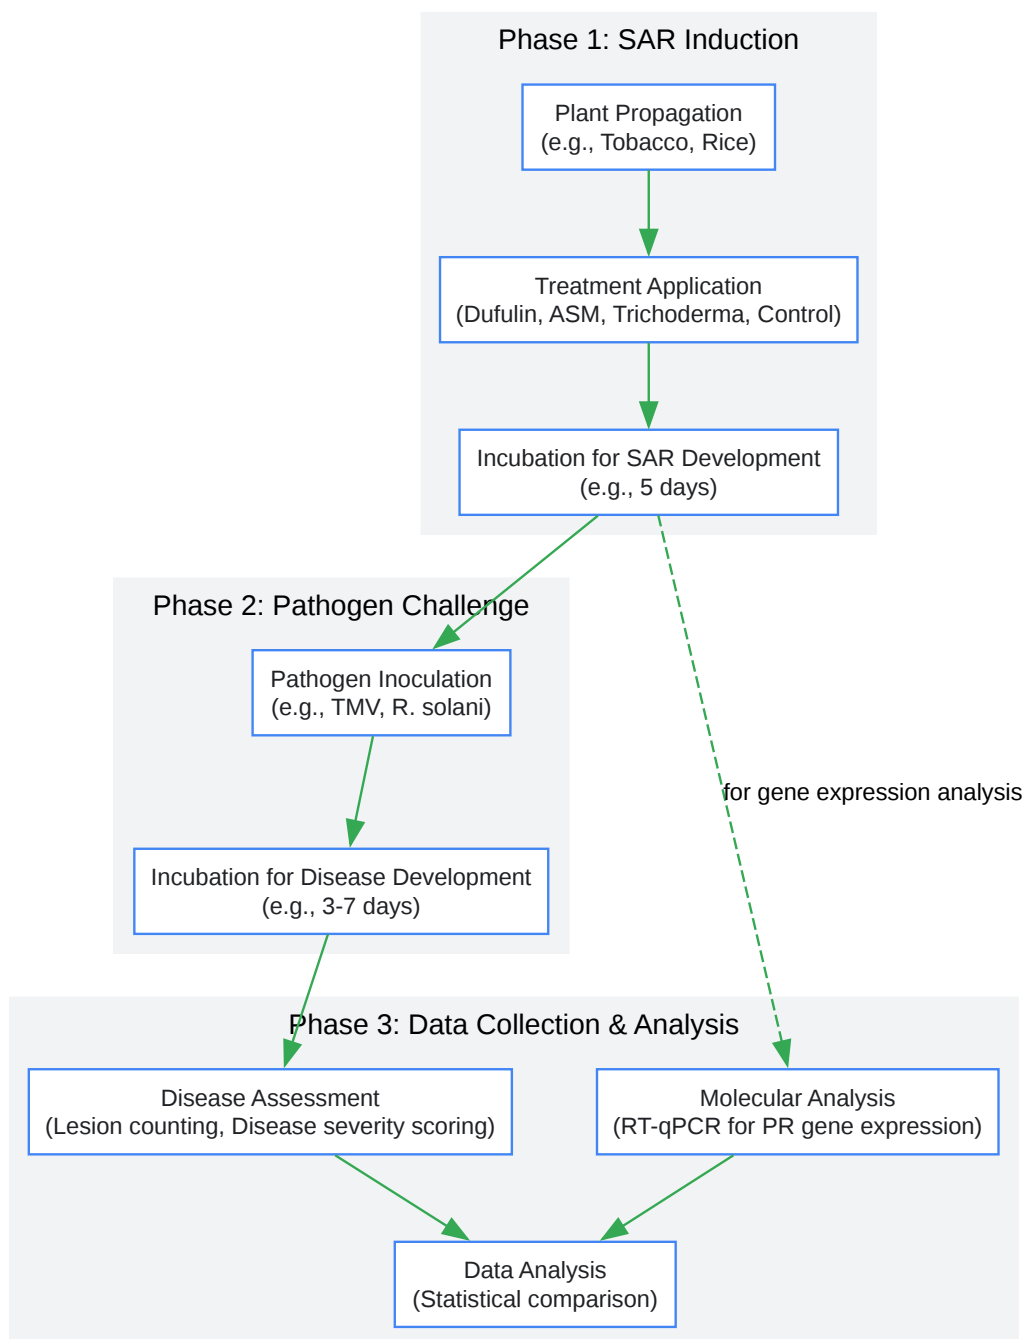 Phase 1: SAR Induction
Plant Propagation
(e.g., Tobacco, Rice)
Treatment Application
(Dufulin, ASM, Trichoderma, Control)
Incubation for SAR Development
(e.g., 5 days)
Phase 2: Pathogen Challenge
Pathogen Inoculation
(e.g., TMV, R. solani)
for gene expression analysis
Incubation for Disease Development
(e.g., 3-7 days)
Phase 3: Data Collection & Analysis
Disease Assessment
(Lesion counting, Disease severity scoring)
Molecular Analysis
(RT-qPCR for PR gene expression)
Data Analysis
(Statistical comparison)